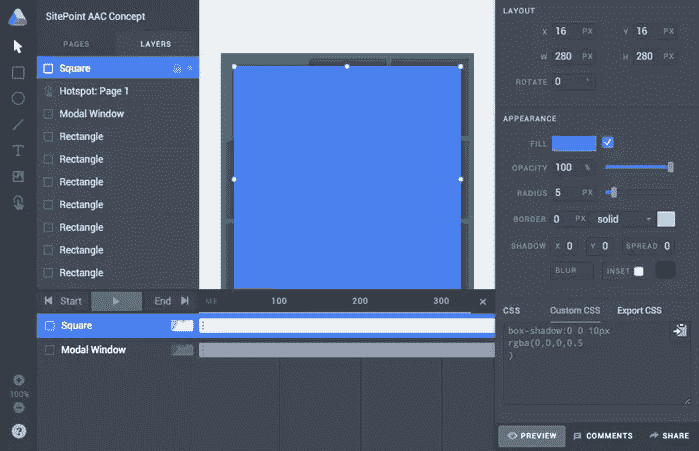 SitePoint AAC Concept
PAGES LAYERS
Square
Hotspot: Page 1
Modal Window
Rectangle
Rectangle
Rectangle
Rectangle
Rectangle
Rectangle
Rectangle
T
Start End
100 200 300 ×
Square
Modal Window
100%
?
LAYOUT
X 16 PX Y 16 PX
W 280 PX H 280 PX
ROTATE 0 °
APPEARANCE
FILL
OPACITY 100 %
RADIUS 5 PX
BORDER 0 PX solid
SHADOW X 0 Y 0 SPREAD 0
BLUR INSET
CSS Custom CSS Export CSS
box-shadow:0 0 10px
rgba(0,0,0,0.5
)
PREVIEW COMMENTS SHARE